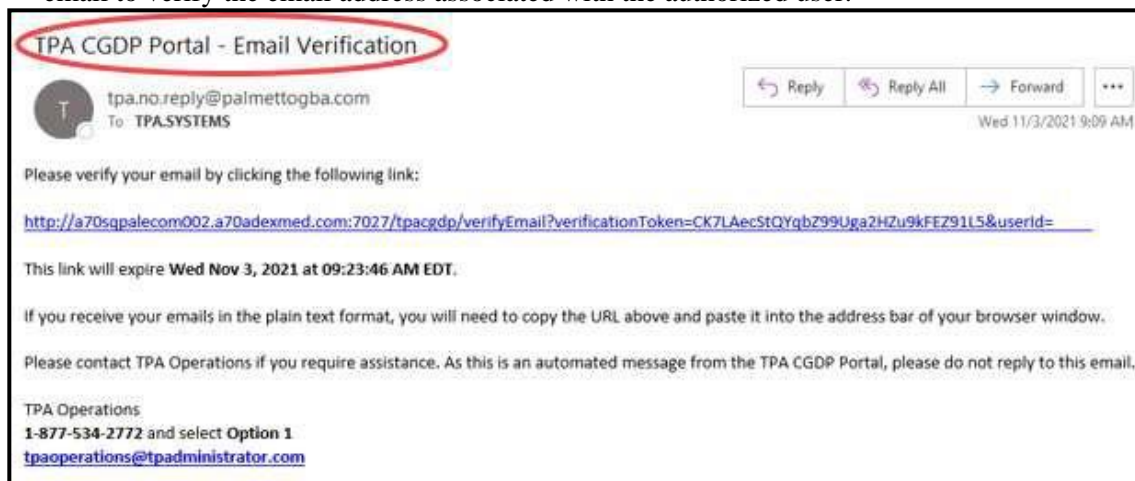 email to verify the email address associated with the authorized user.
TPA CGDP Portal - Email Verification
T
tpa.no.reply@palmettogba.com
To TPA.SYSTEMS
Reply
Reply All
Forward
...
Wed 11/3/2021 9:09 AM
Please verify your email by clicking the following link:
http://a70sqpalecom002.a70adexmed.com:7027/tpacgdp/verifyEmail?verificationToken=CK7LAecStQYqbZ99Uga2HZu9kFEZ91L5&userId=
This link will expire Wed Nov 3, 2021 at 09:23:46 AM EDT.
If you receive your emails in the plain text format, you will need to copy the URL above and paste it into the address bar of your browser window.
Please contact TPA Operations if you require assistance. As this is an automated message from the TPA CGDP Portal, please do not reply to this email.
TPA Operations
1-877-534-2772 and select Option 1
tpaoperations@tpadministrator.com